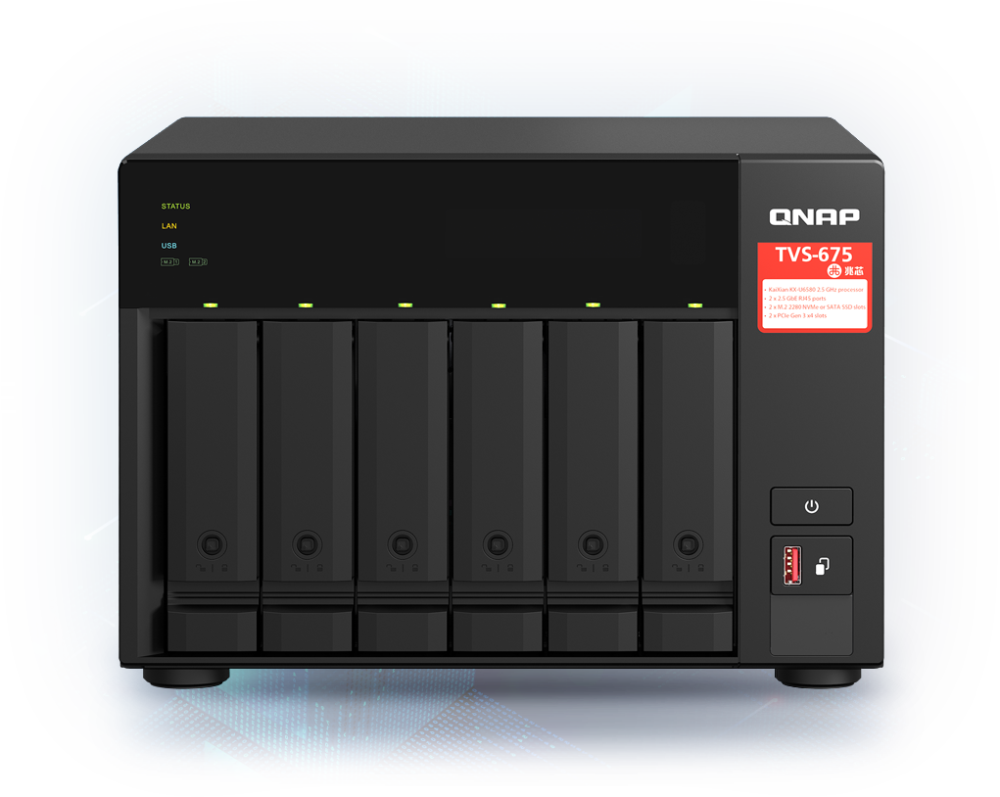 STATUS
LAN
USB
M.2 1 M.2 2
QNAP
TVS-675
兆芯
• KaiXian KX-U6580 2.5 GHz processor
• 2 x 2.5 GbE RJ45 ports
• 2 x M.2 2280 NVMe or SATA SSD slots
• 2 x PCIe Gen 3 x4 slots